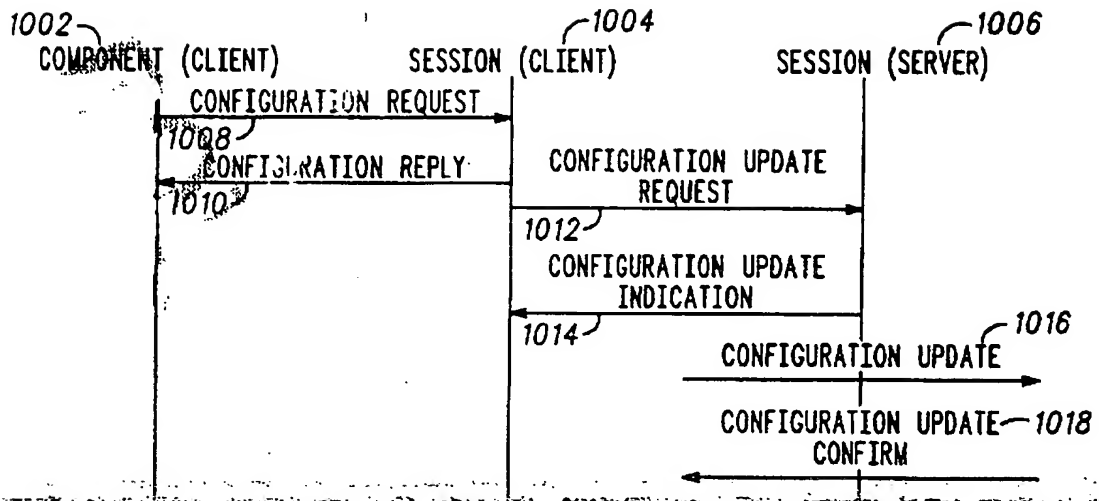 1002 1004 1006
COMPONENT (CLIENT) SESSION (CLIENT) SESSION (SERVER)
CONFIGURATION REQUEST
1008
CONFIGURATION REPLY
1010
CONFIGURATION UPDATE
REQUEST
1012
CONFIGURATION UPDATE
INDICATION
1014
1016
CONFIGURATION UPDATE
CONFIGURATION UPDATE 1018
CONFIRM